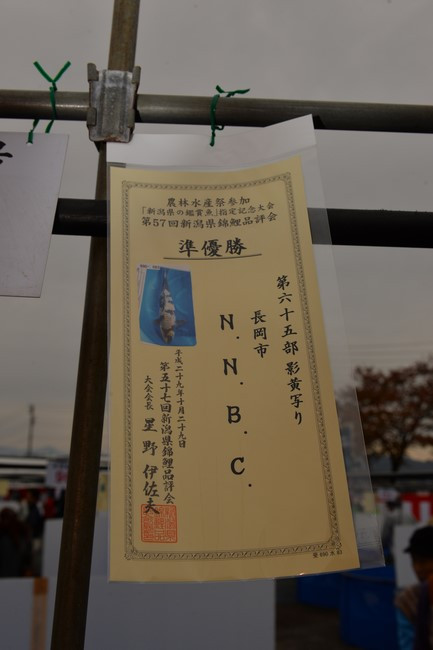 農林水産祭参加
「新潟県の鑑賞魚」指定記念大会
第57回新潟県錦鯉品評会
準優勝
第六十五部 影黄写り
長岡市
N.N.B.C.
平成二十九年十月二十九日
第五十七回新潟県錦鯉品評会
大会会長 星野伊佐夫